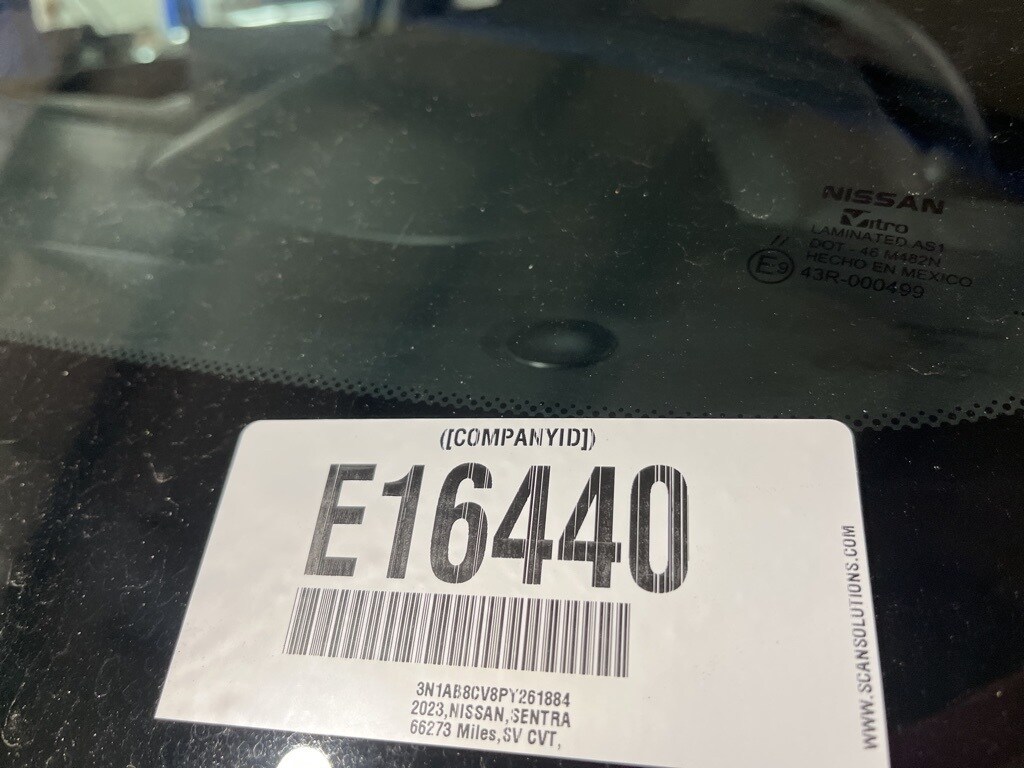 NISSAN
Vitro
LAMINATED AS1
DOT - 46 M482N
HECHO EN MEXICO
E9 43R-000499
([COMPANYID])
E16440
3N1AB8CV8PY261884
2023,NISSAN,SENTRA
66273 Miles,SV CVT,
WWW.SCANSOLUTIONS.COM